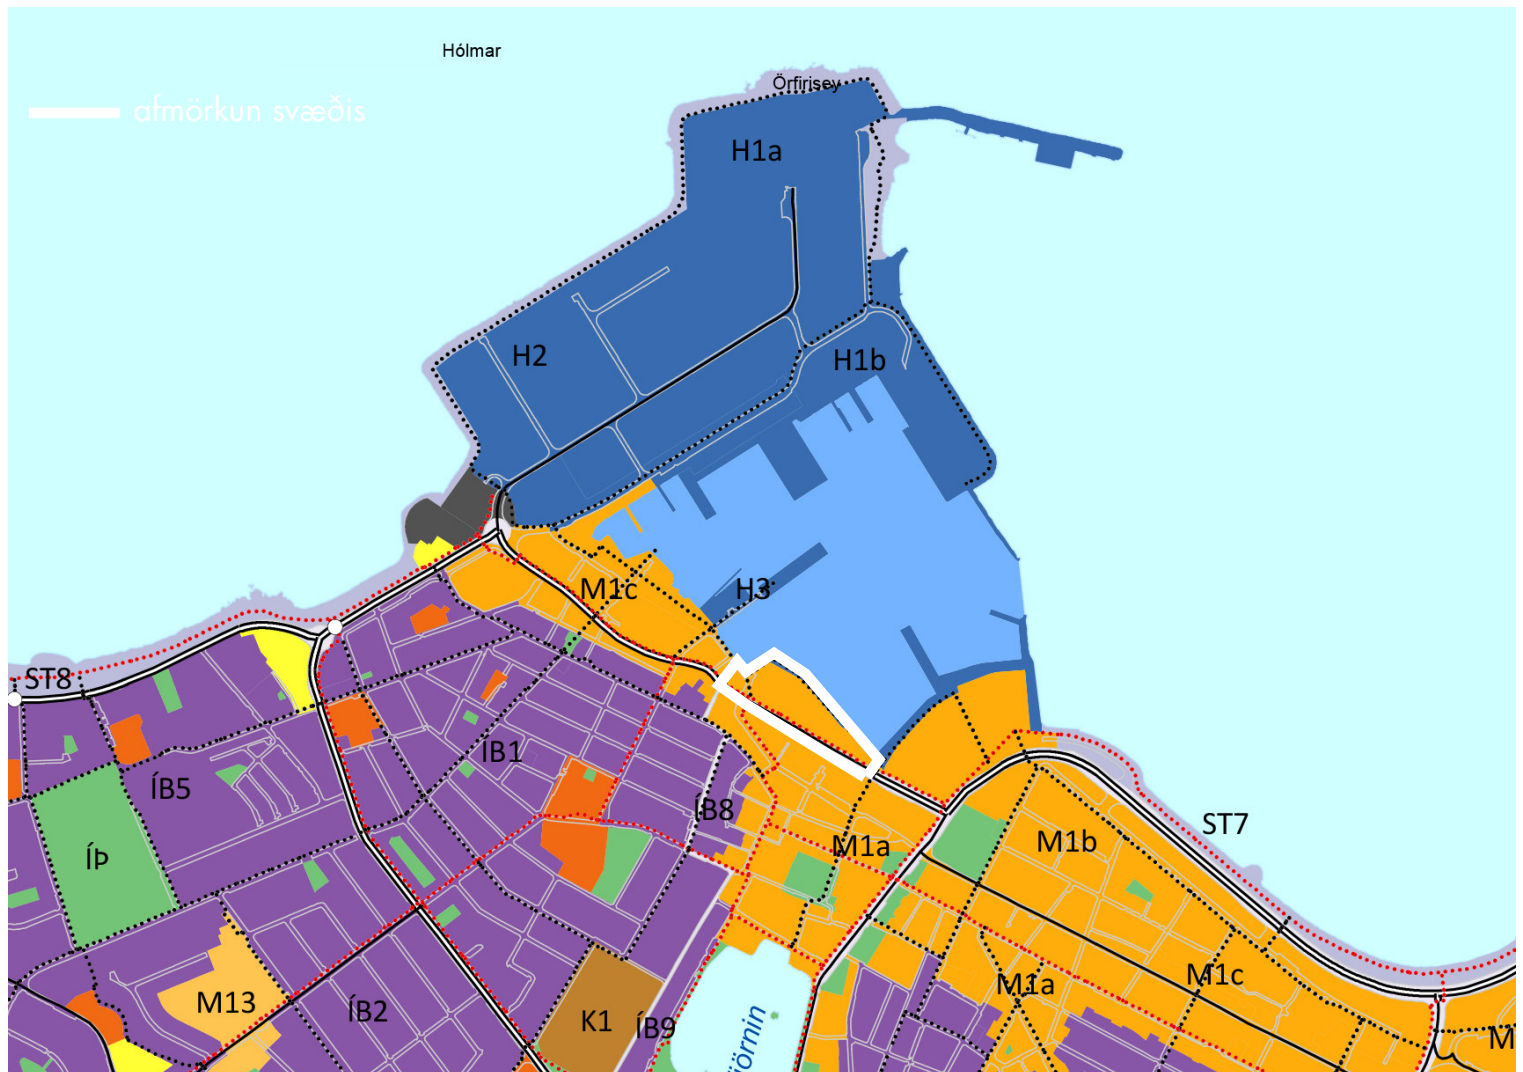 Hólmar
Örfirisey
afmörkun svæðis
H1a
H2
H1b
M1c
H3
ST8
ÍB1
ÍB5
ÍB8
ST7
M1a
M1b
ÍÞ
M1a
M1c
M13
ÍB2
K1
ÍB9
jörnin
M